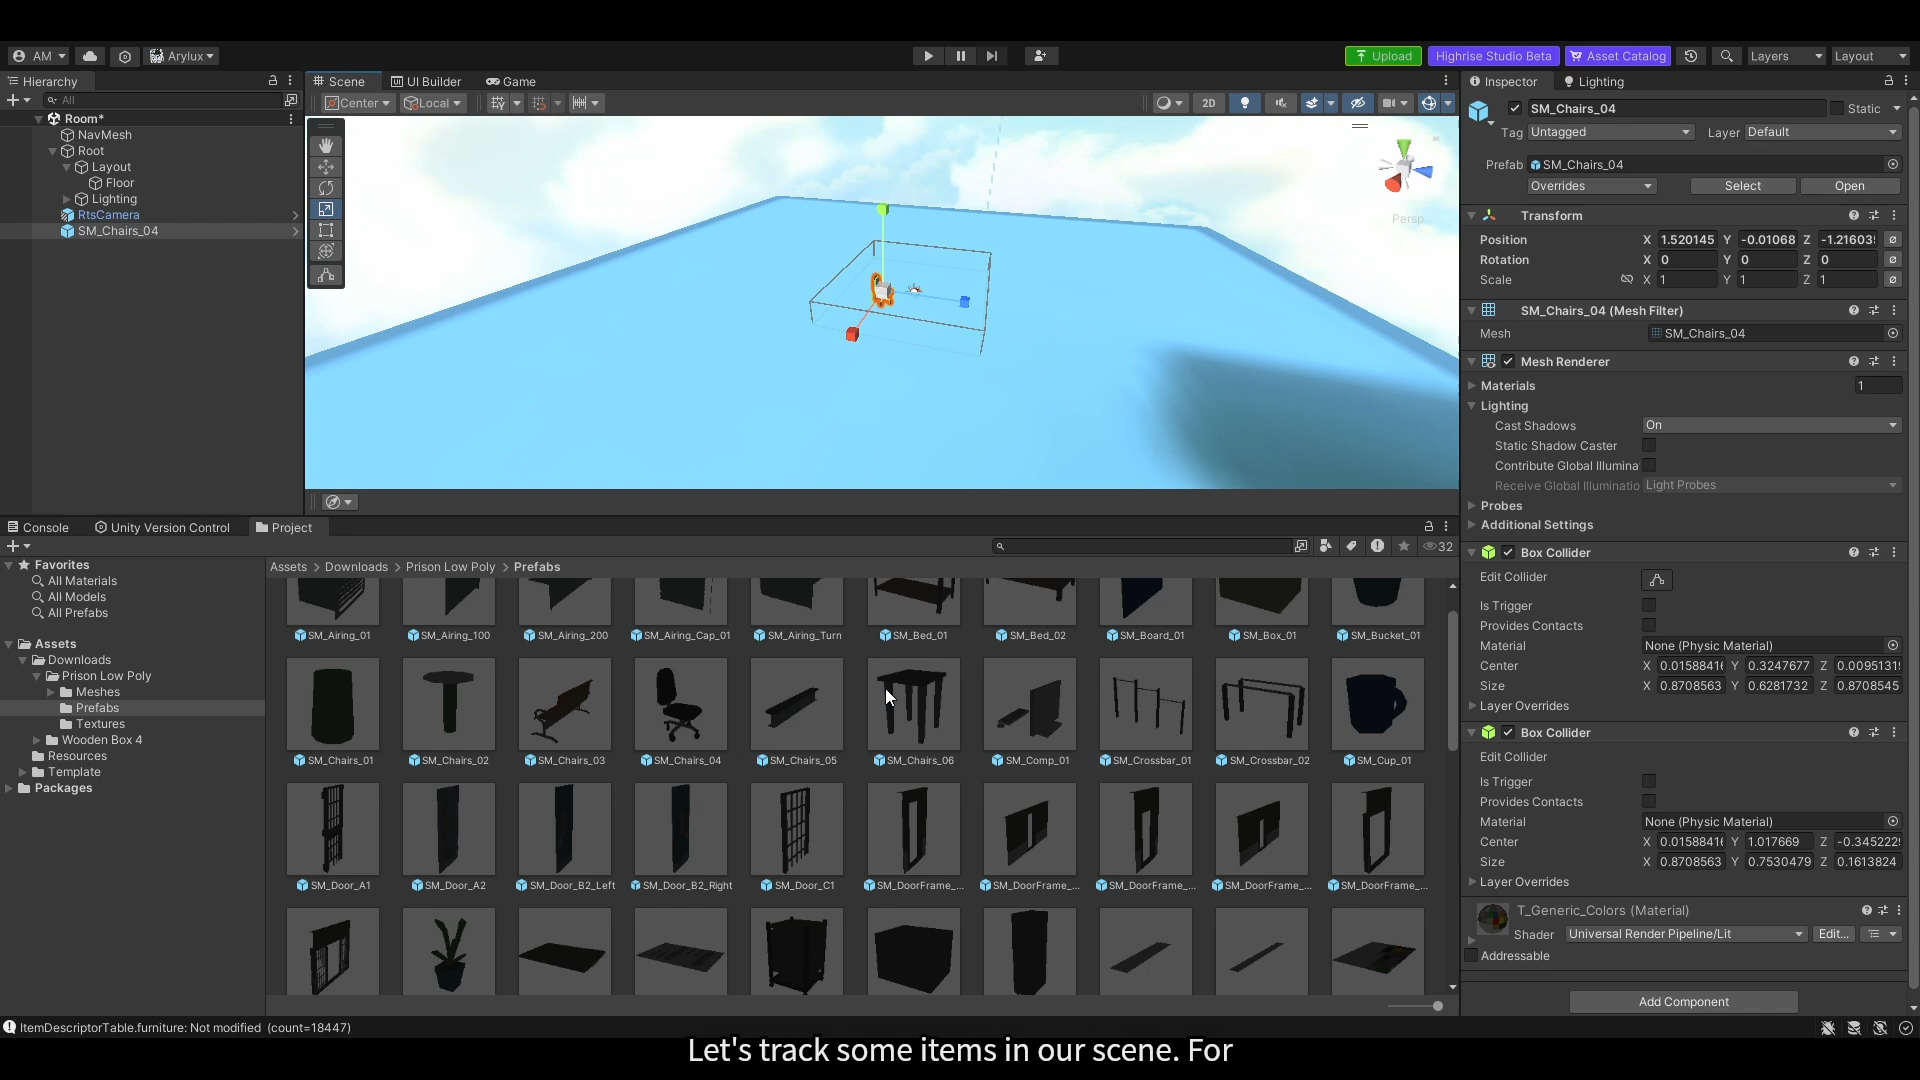 AM
Arylux
Upload
Highrise Studio Beta
Asset Catalog
Layers
Layout
Hierarchy
All
Room*
NavMesh
Root
Layout
Floor
Lighting
RtsCamera
SM_Chairs_04
Scene
UI Builder
Game
Center
Local
2D
Persp
Inspector
Lighting
SM_Chairs_04
Static
Tag Untagged
Layer Default
Prefab SM_Chairs_04
Overrides
Select
Open
Transform
Position X 1.520145 Y -0.01068 Z -1.21603
Rotation X 0 Y 0 Z 0
Scale X 1 Y 1 Z 1
SM_Chairs_04 (Mesh Filter)
Mesh SM_Chairs_04
Mesh Renderer
Materials 1
Lighting
Cast Shadows On
Static Shadow Caster
Contribute Global Illumina
Receive Global Illuminatio Light Probes
Probes
Additional Settings
Box Collider
Edit Collider
Is Trigger
Provides Contacts
Material None (Physic Material)
Center X 0.0158841 Y 0.3247677 Z 0.0095131
Size X 0.8708563 Y 0.6281732 Z 0.8708545
Layer Overrides
Box Collider
Edit Collider
Is Trigger
Provides Contacts
Material None (Physic Material)
Center X 0.0158841 Y 1.017669 Z -0.345222
Size X 0.8708563 Y 0.7530479 Z 0.1613824
Layer Overrides
T_Generic_Colors (Material)
Shader Universal Render Pipeline/Lit Edit...
Addressable
Add Component
Console
Unity Version Control
Project
32
Favorites
All Materials
All Models
All Prefabs
Assets
Downloads
Prison Low Poly
Meshes
Prefabs
Textures
Wooden Box 4
Resources
Template
Packages
Assets > Downloads > Prison Low Poly > Prefabs
SM_Airing_01
SM_Airing_100
SM_Airing_200
SM_Airing_Cap_01
SM_Airing_Turn
SM_Bed_01
SM_Bed_02
SM_Board_01
SM_Box_01
SM_Bucket_01
SM_Chairs_01
SM_Chairs_02
SM_Chairs_03
SM_Chairs_04
SM_Chairs_05
SM_Chairs_06
SM_Comp_01
SM_Crossbar_01
SM_Crossbar_02
SM_Cup_01
SM_Door_A1
SM_Door_A2
SM_Door_B2_Left
SM_Door_B2_Right
SM_Door_C1
SM_DoorFrame_...
SM_DoorFrame_...
SM_DoorFrame_...
SM_DoorFrame_...
SM_DoorFrame_...
ItemDescriptorTable.furniture: Not modified (count=18447)
Let's track some items in our scene. For